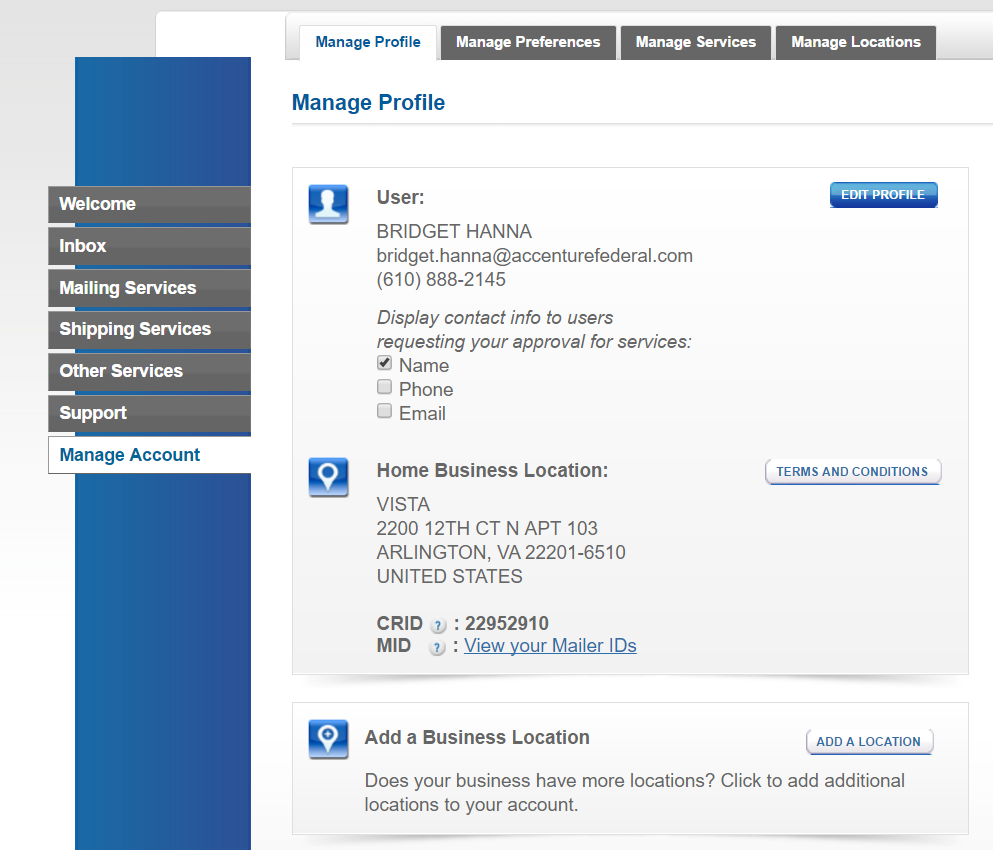 Manage Profile
Manage Preferences
Manage Services
Manage Locations
Manage Profile
Welcome
Inbox
Mailing Services
Shipping Services
Other Services
Support
Manage Account
User:
EDIT PROFILE
BRIDGET HANNA
bridget.hanna@accenturefederal.com
(610) 888-2145
Display contact info to users
requesting your approval for services:
Name
Phone
Email
Home Business Location:
TERMS AND CONDITIONS
VISTA
2200 12TH CT N APT 103
ARLINGTON, VA 22201-6510
UNITED STATES
CRID ? : 22952910
MID ? : View your Mailer IDs
Add a Business Location
ADD A LOCATION
Does your business have more locations? Click to add additional
locations to your account.